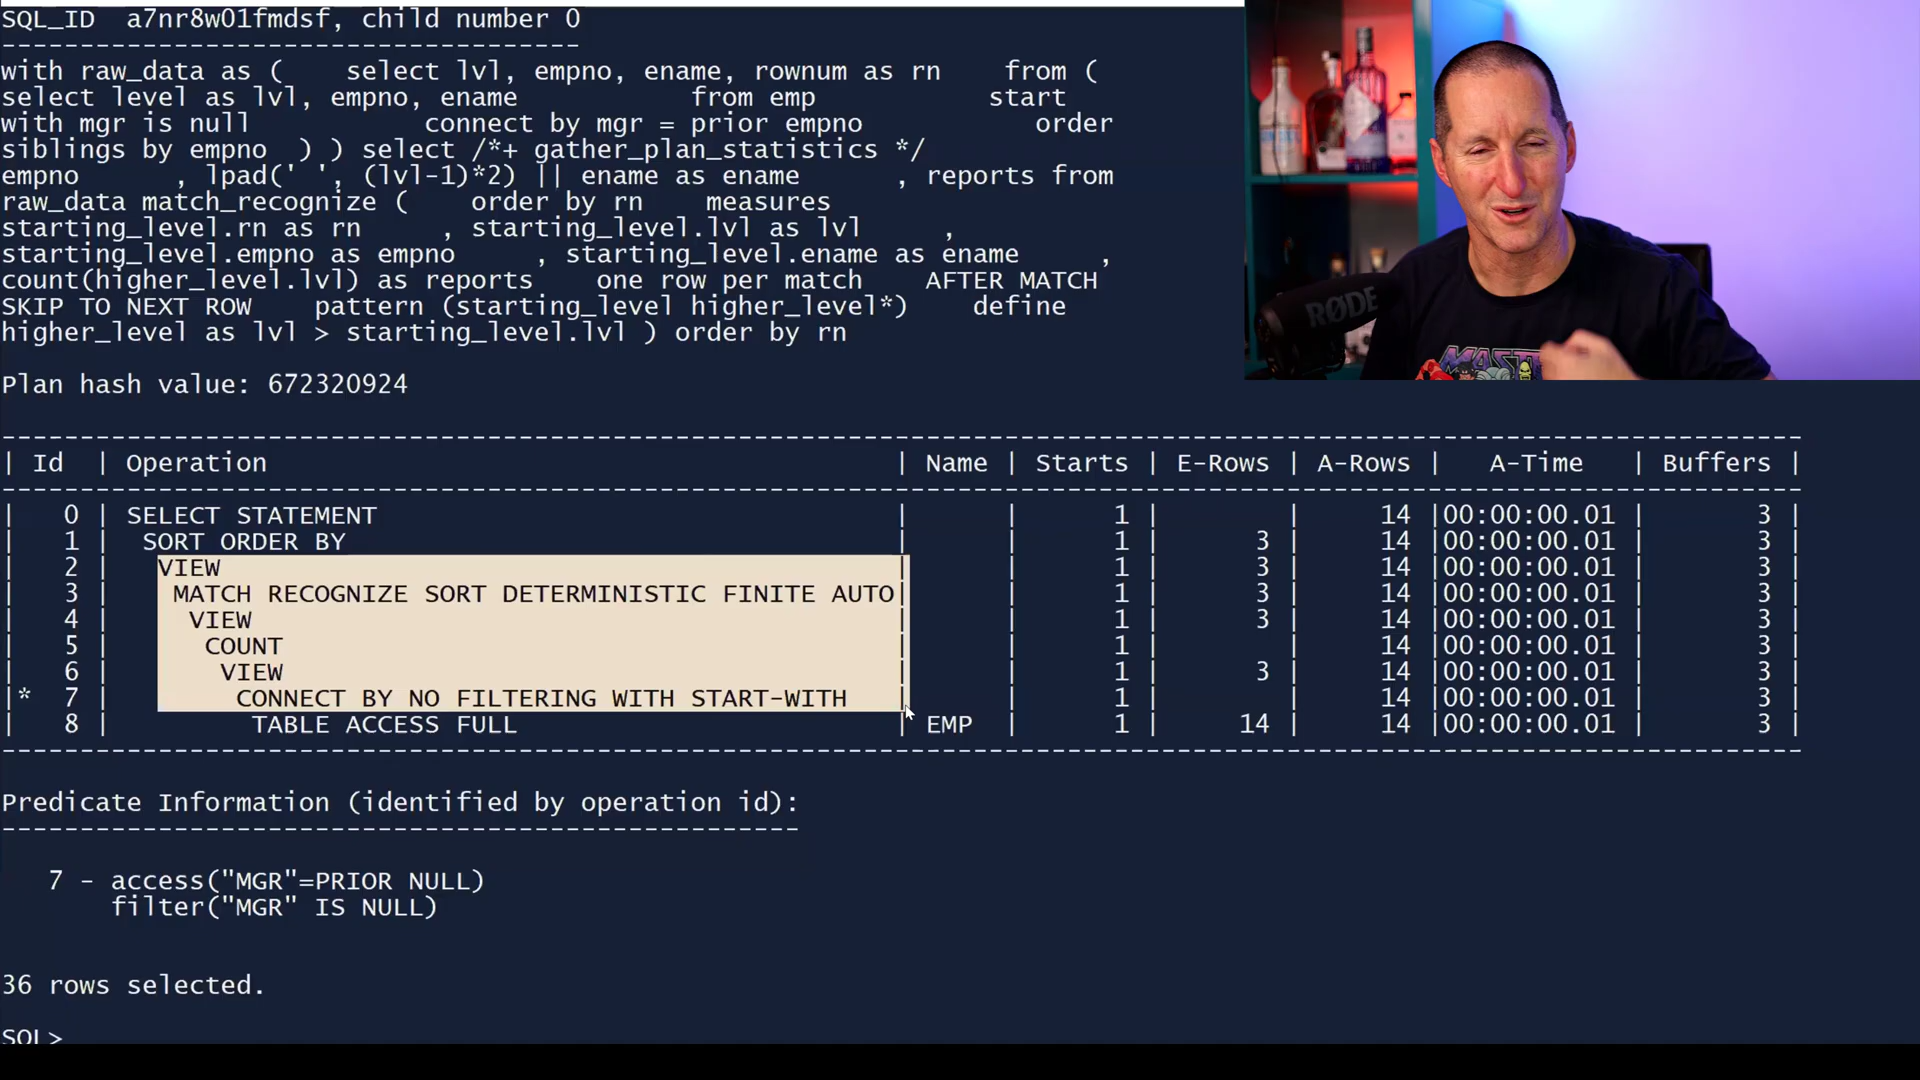 SQL_ID  a7nr8w01fmdsf, child number 0
-------------------------------------
with raw_data as (    select lvl, empno, ename, rownum as rn    from (
select level as lvl, empno, ename           from emp           start
with mgr is null           connect by mgr = prior empno           order
siblings by empno  ) ) select /*+ gather_plan_statistics */
empno      , lpad(' ', (lvl-1)*2) || ename as ename      , reports from
raw_data match_recognize (    order by rn    measures
starting_level.rn as rn    , starting_level.lvl as lvl     ,
starting_level.empno as empno     , starting_level.ename as ename     ,
count(higher_level.lvl) as reports    one row per match    AFTER MATCH
SKIP TO NEXT ROW    pattern (starting_level higher_level*)    define
higher_level as lvl > starting_level.lvl ) order by rn
Plan hash value: 672320924
| Id  | Operation                                        | Name | Starts | E-Rows | A-Rows |   A-Time   | Buffers |
|   0 | SELECT STATEMENT                                 |      |      1 |        |     14 |00:00:00.01 |       3 |
|   1 |  SORT ORDER BY                                   |      |      1 |      3 |     14 |00:00:00.01 |       3 |
|   2 |   VIEW                                           |      |      1 |      3 |     14 |00:00:00.01 |       3 |
|   3 |    MATCH RECOGNIZE SORT DETERMINISTIC FINITE AUTO|      |      1 |      3 |     14 |00:00:00.01 |       3 |
|   4 |     VIEW                                         |      |      1 |      3 |     14 |00:00:00.01 |       3 |
|   5 |      COUNT                                       |      |      1 |        |     14 |00:00:00.01 |       3 |
|   6 |       VIEW                                       |      |      1 |      3 |     14 |00:00:00.01 |       3 |
|*  7 |        CONNECT BY NO FILTERING WITH START-WITH   |      |      1 |        |     14 |00:00:00.01 |       3 |
|   8 |         TABLE ACCESS FULL                        | EMP  |      1 |     14 |     14 |00:00:00.01 |       3 |
Predicate Information (identified by operation id):
---------------------------------------------------
   7 - access("MGR"=PRIOR NULL)
       filter("MGR" IS NULL)
36 rows selected.
SQL>
RØDE